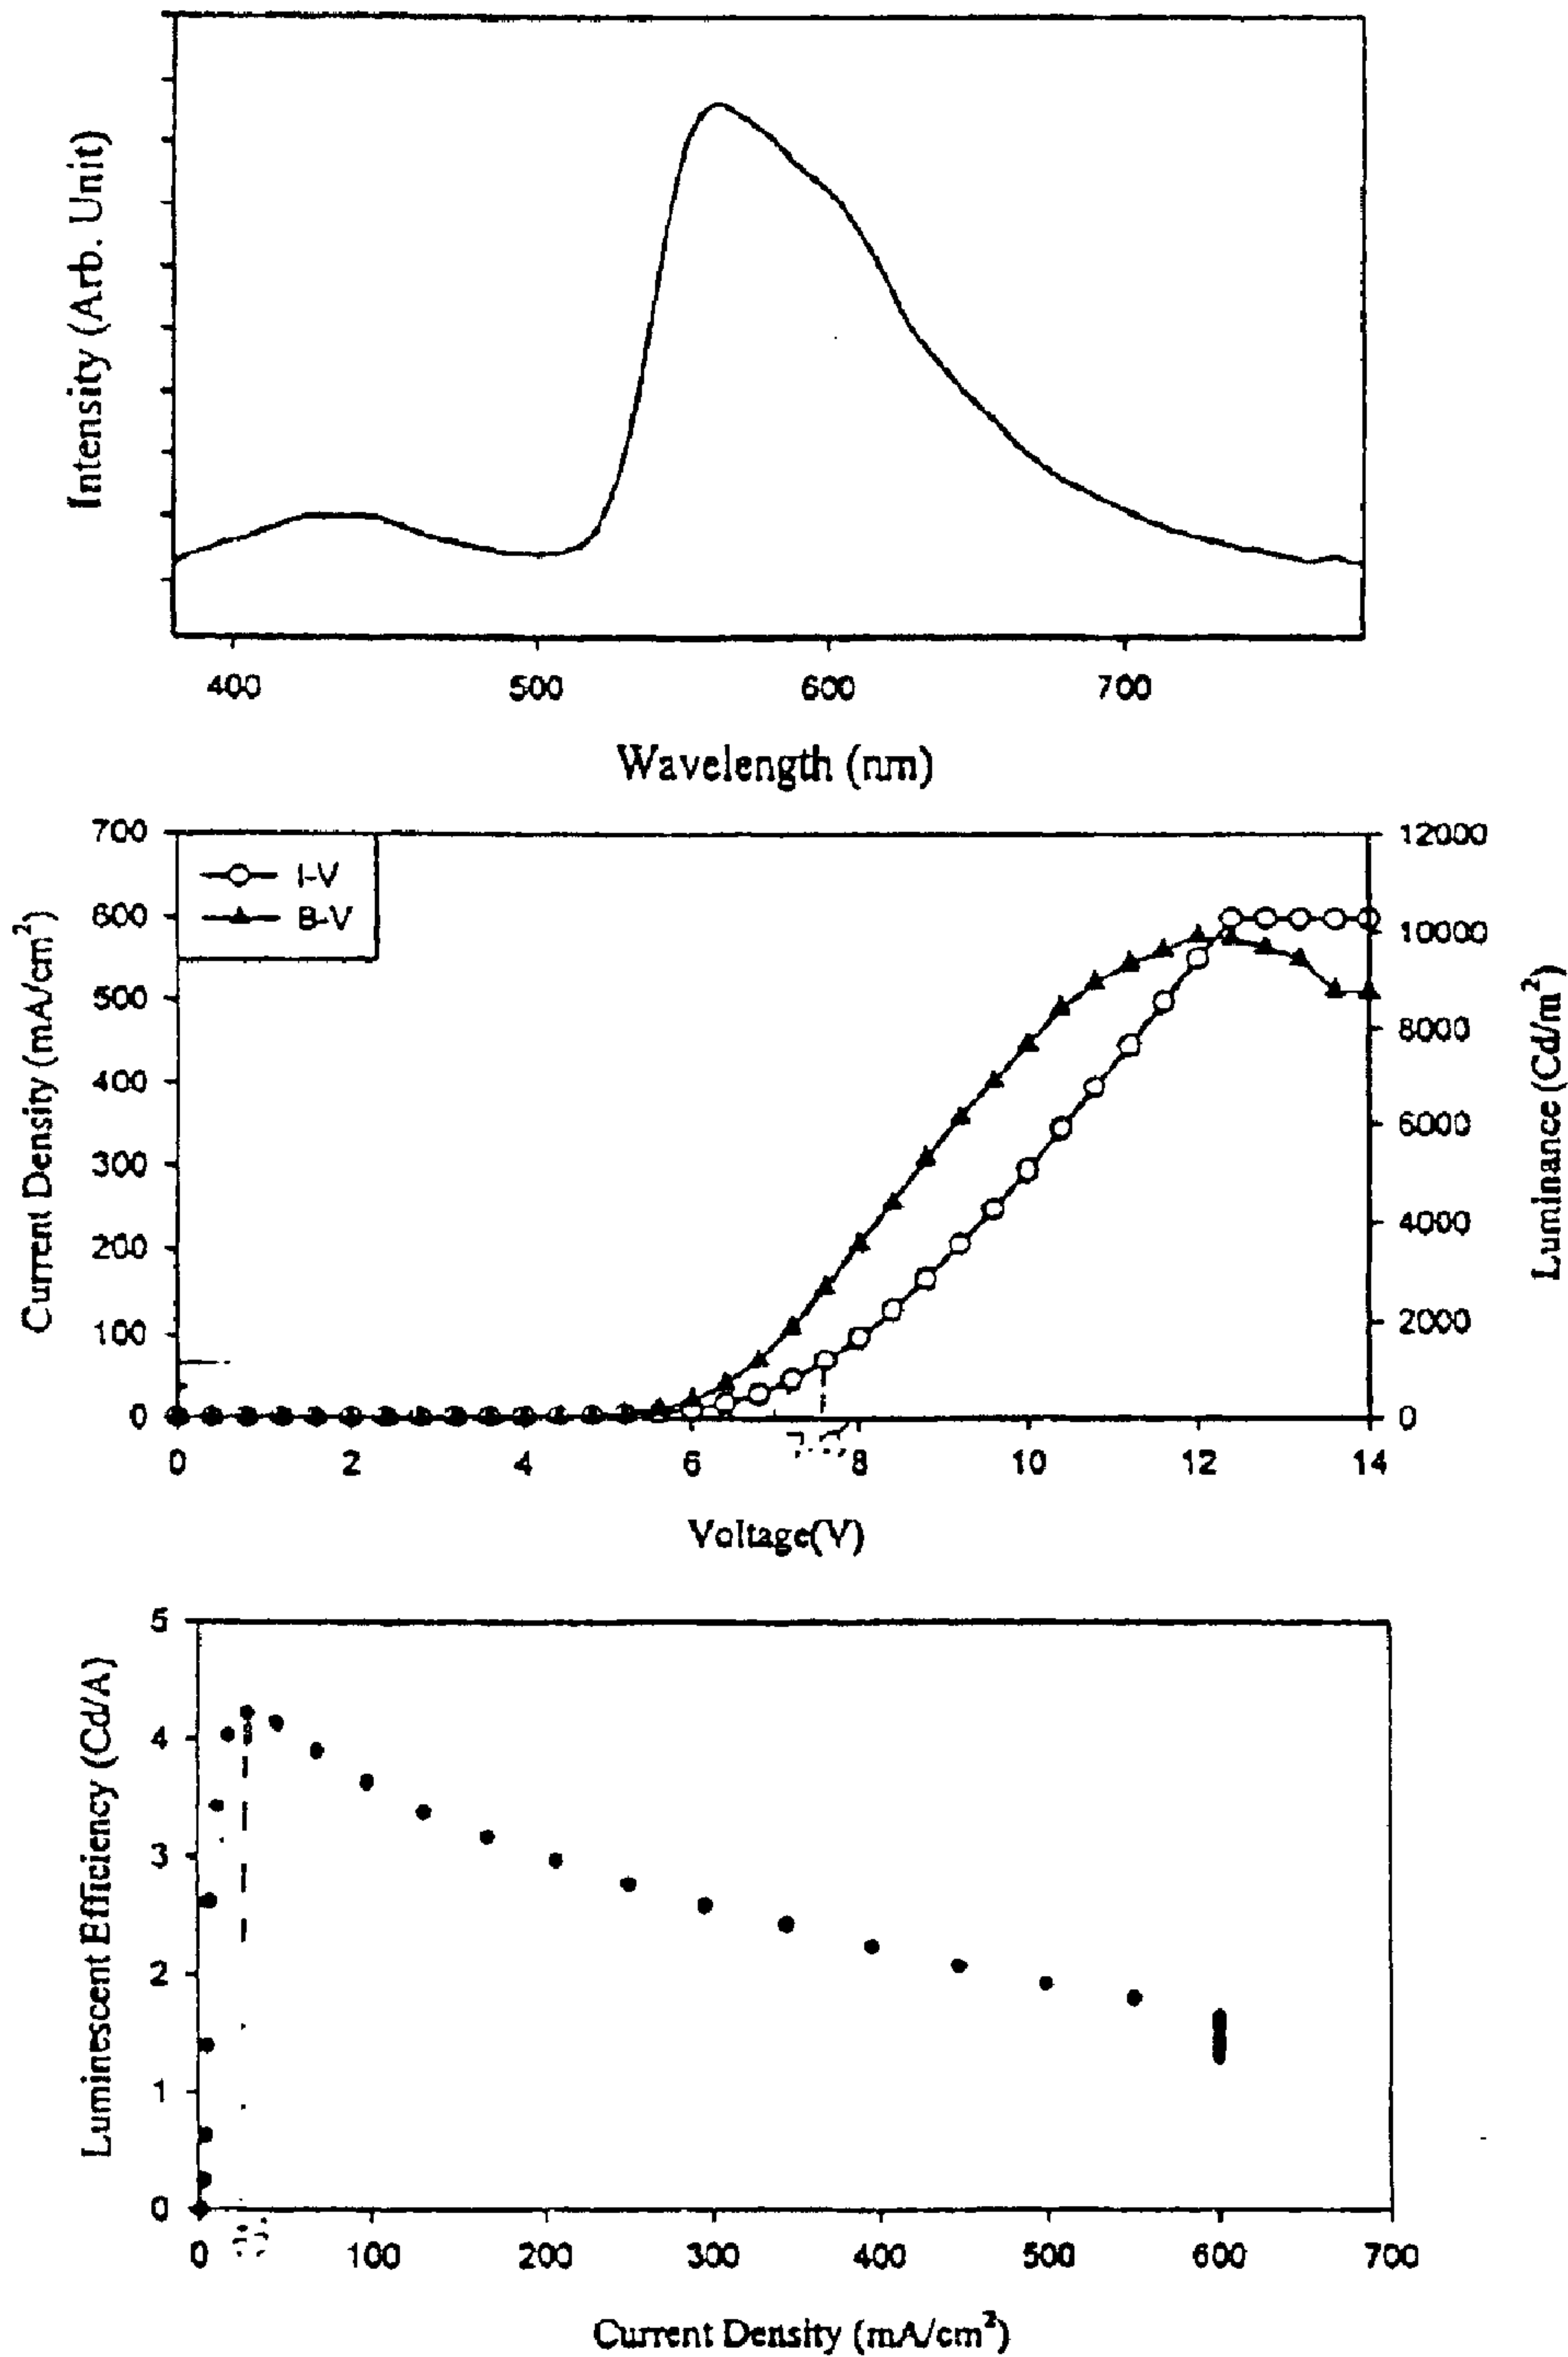 Intensity (Arb. Unit)
400 500 600 700
Wavelength (nm)
Current Density (mA/cm²)
700
600
500
400
300
200
100
0
I-V
B-V
12000
10000
8000
6000
4000
2000
0
Luminance (Cd/m²)
0 2 4 6 8 10 12 14
Voltage(V)
Luminescent Efficiency (Cd/A)
5
4
3
2
1
0
0 100 200 300 400 500 600 700
Current Density (mA/cm²)